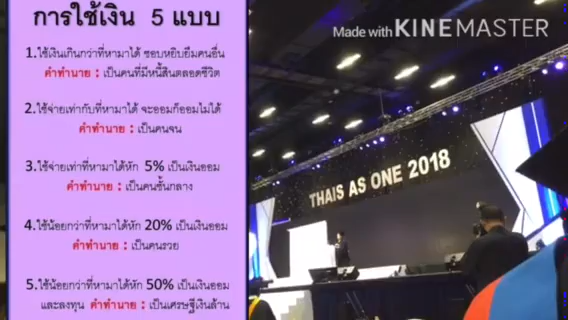 การใช้เงิน 5 แบบ
1.ใช้เงินเกินกว่าที่หามาได้ ชอบหยิบยืมคนอื่น
คำทำนาย : เป็นคนที่มีหนี้สินตลอดชีวิต
2.ใช้จ่ายเท่ากับที่หามาได้ จะออมก็ออมไม่ได้
คำทำนาย : เป็นคนจน
3.ใช้จ่ายเท่าที่หามาได้หัก 5% เป็นเงินออม
คำทำนาย : เป็นคนชั้นกลาง
4.ใช้น้อยกว่าที่หามาได้หัก 20% เป็นเงินออม
คำทำนาย : เป็นคนรวย
5.ใช้น้อยกว่าที่หามาได้หัก 50% เป็นเงินออม
และลงทุน คำทำนาย : เป็นเศรษฐีเงินล้าน
Made with KINEMASTER
THAIS AS ONE 2018